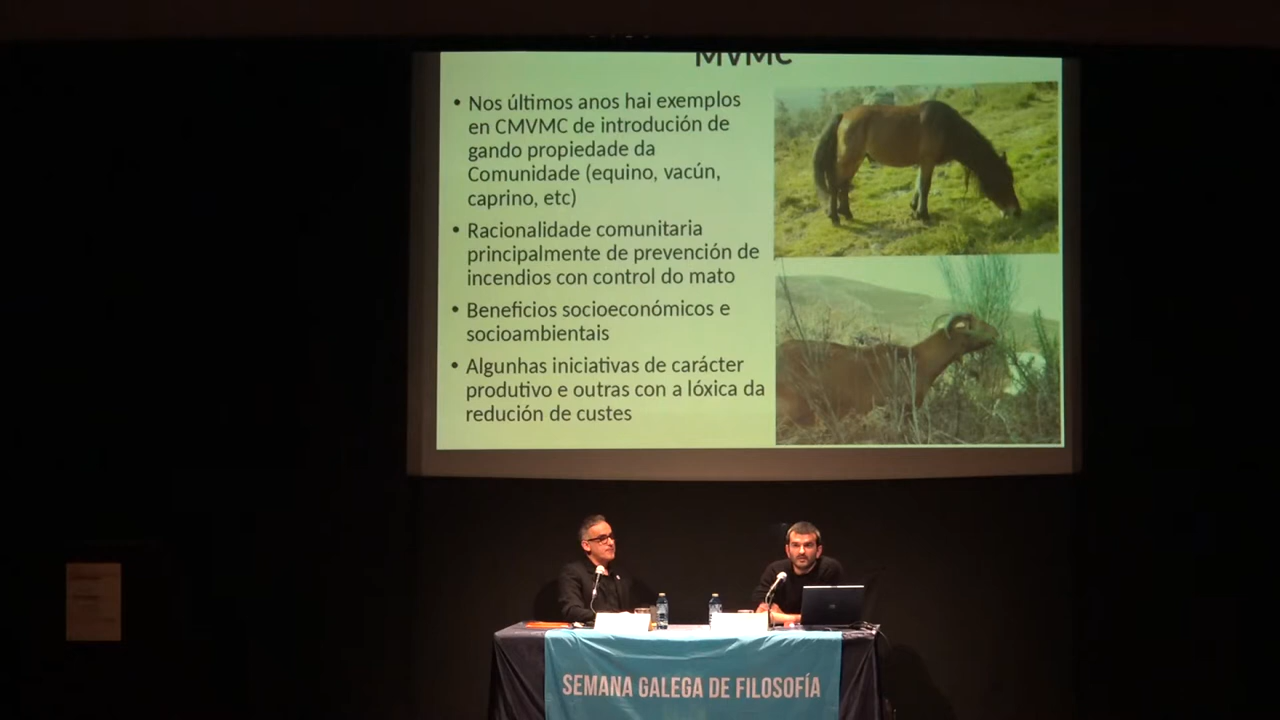 MVMC
• Nos últimos anos hai exemplos
en CMVMC de introdución de
gando propiedade da
Comunidade (equino, vacún,
caprino, etc)
• Racionalidade comunitaria
principalmente de prevención de
incendios con control do mato
• Beneficios socioeconómicos e
socioambientais
• Algunhas iniciativas de carácter
produtivo e outras con a lóxica da
redución de custes
SEMANA GALEGA DE FILOSOFÍA